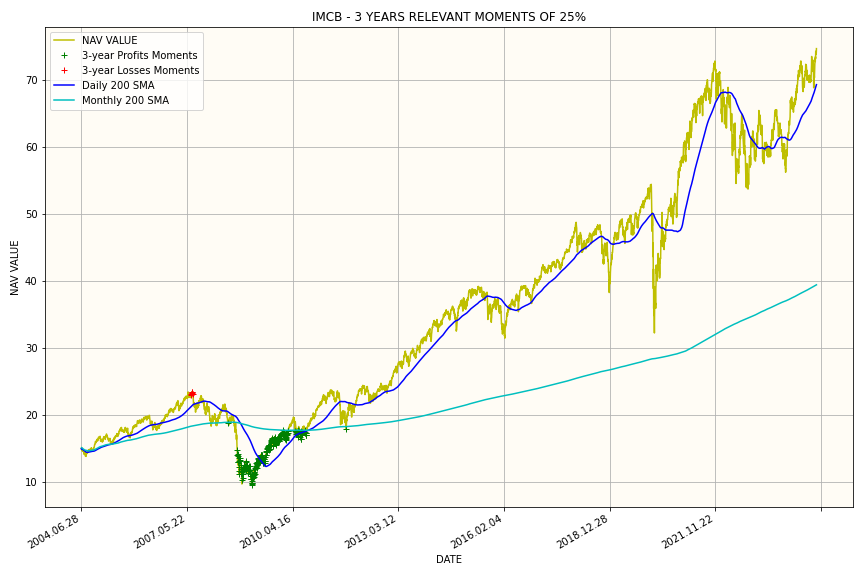 IMCB - 3 YEARS RELEVANT MOMENTS OF 25%
NAV VALUE
3-year Profits Moments
3-year Losses Moments
Daily 200 SMA
Monthly 200 SMA
NAV VALUE
70
60
50
40
30
20
10
2004.06.28
2007.05.22
2010.04.16
2013.03.12
2016.02.04
2018.12.28
2021.11.22
DATE